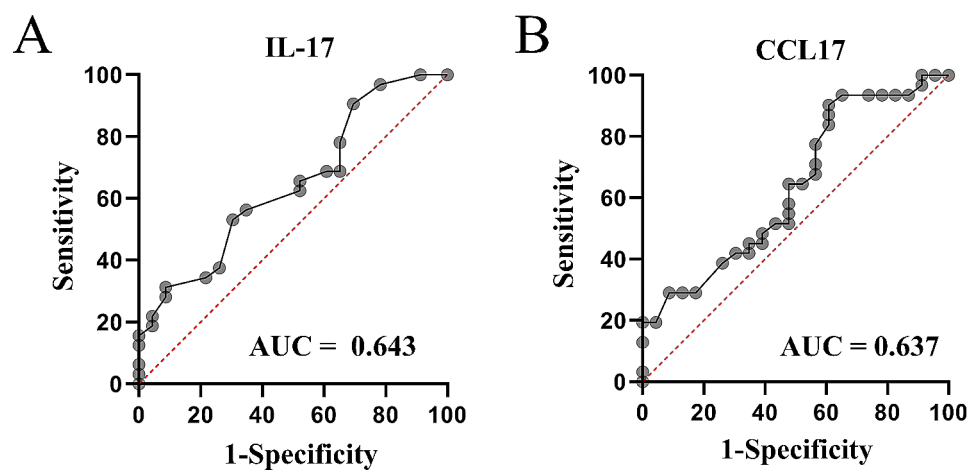 A
IL-17
Sensitivity
100
80
60
40
20
0
AUC = 0.643
0 20 40 60 80 100
1-Specificity
B
CCL17
Sensitivity
100
80
60
40
20
0
AUC = 0.637
0 20 40 60 80 100
1-Specificity